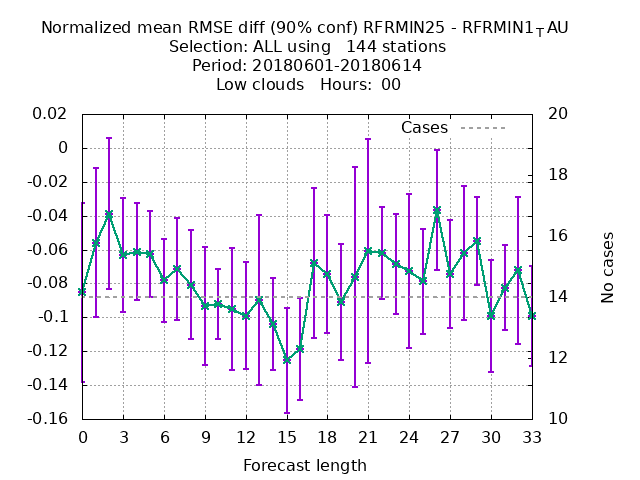 Normalized mean RMSE diff (90% conf) RFRMIN25 - RFRMIN1_TAU
Selection: ALL using 144 stations
Period: 20180601-20180614
Low clouds Hours: 00
0.02
0
-0.02
-0.04
-0.06
-0.08
-0.1
-0.12
-0.14
-0.16
Cases
20
18
16
14
12
10
No cases
0 3 6 9 12 15 18 21 24 27 30 33
Forecast length